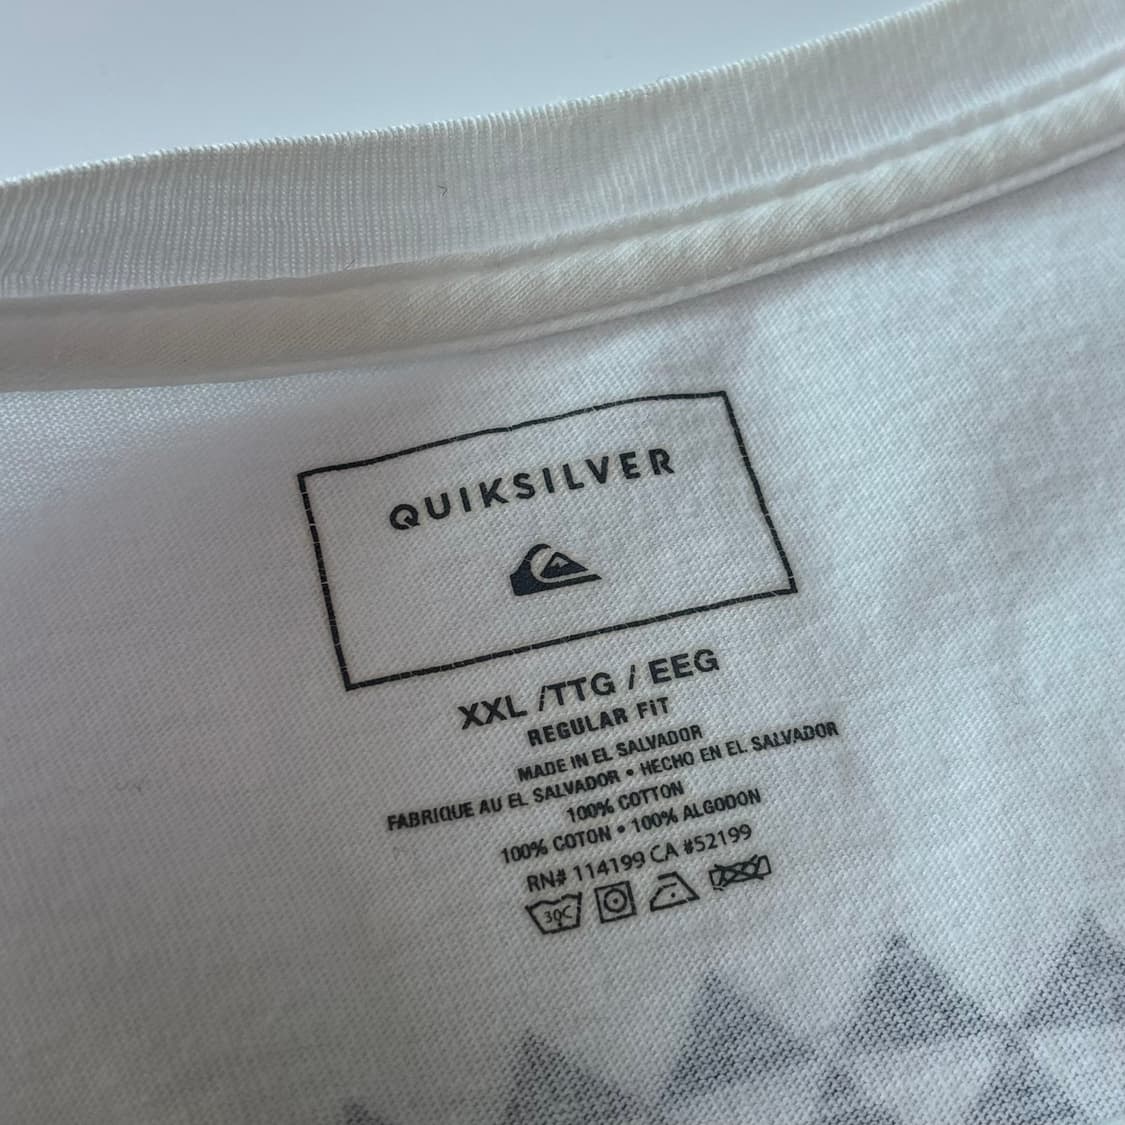 QUIKSILVER
XXL /TTG / EEG
REGULAR FiT
MADE IN EL SALVADOR
FABRIQUE AU EL SALVADOR • HECHO EN EL SALVADOR
100% COTTON
100% COTON • 100% ALGODON
RN# 114199 CA #52199
30C